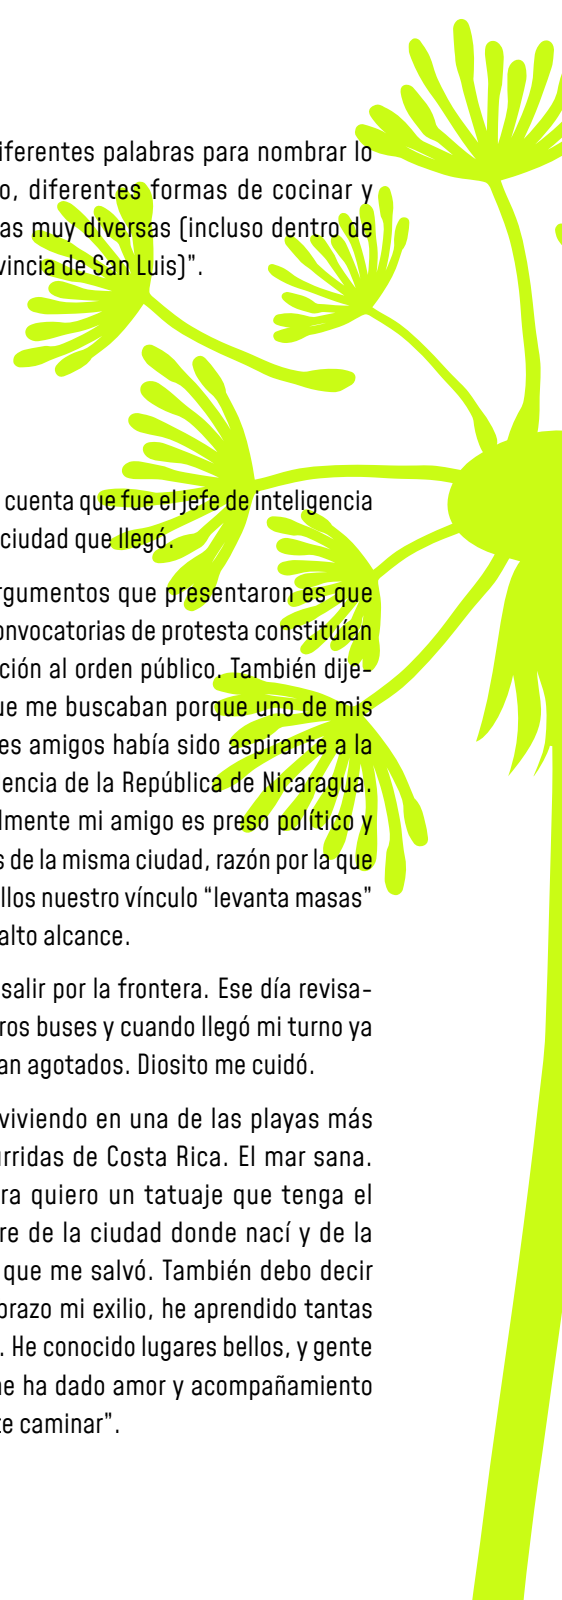 iferentes palabras para nombrar lo
o, diferentes formas de cocinar y
as muy diversas (incluso dentro de
vincia de San Luis)”.
cuenta que fue el jefe de inteligencia
ciudad que llegó.
rgumentos que presentaron es que
onvocatorias de protesta constituían
ción al orden público. También dije-
ue me buscaban porque uno de mis
es amigos había sido aspirante a la
encia de la República de Nicaragua.
lmente mi amigo es preso político y
s de la misma ciudad, razón por la que
llos nuestro vínculo “levanta masas”
alto alcance.
salir por la frontera. Ese día revisa-
ros buses y cuando llegó mi turno ya
an agotados. Diosito me cuidó.
viviendo en una de las playas más
urridas de Costa Rica. El mar sana.
ra quiero un tatuaje que tenga el
re de la ciudad donde nací y de la
que me salvó. También debo decir
brazo mi exilio, he aprendido tantas
. He conocido lugares bellos, y gente
ne ha dado amor y acompañamiento
te caminar”.